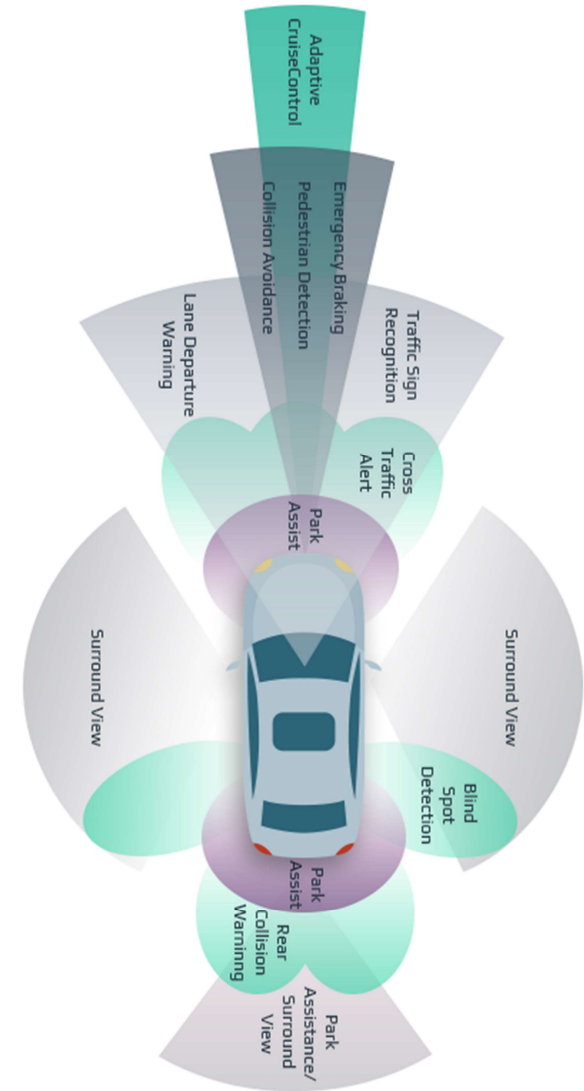 Adaptive
CruiseControl
Emergency Braking
Pedestrian Detection
Collision Avoidance
Traffic Sign
Recognition
Lane Departure
Warning
Cross
Traffic
Alert
Park
Assist
Surround View
Surround View
Blind
Spot
Detection
Park
Assist
Rear
Collision
Warninng
Park
Assistance/
Surround
View